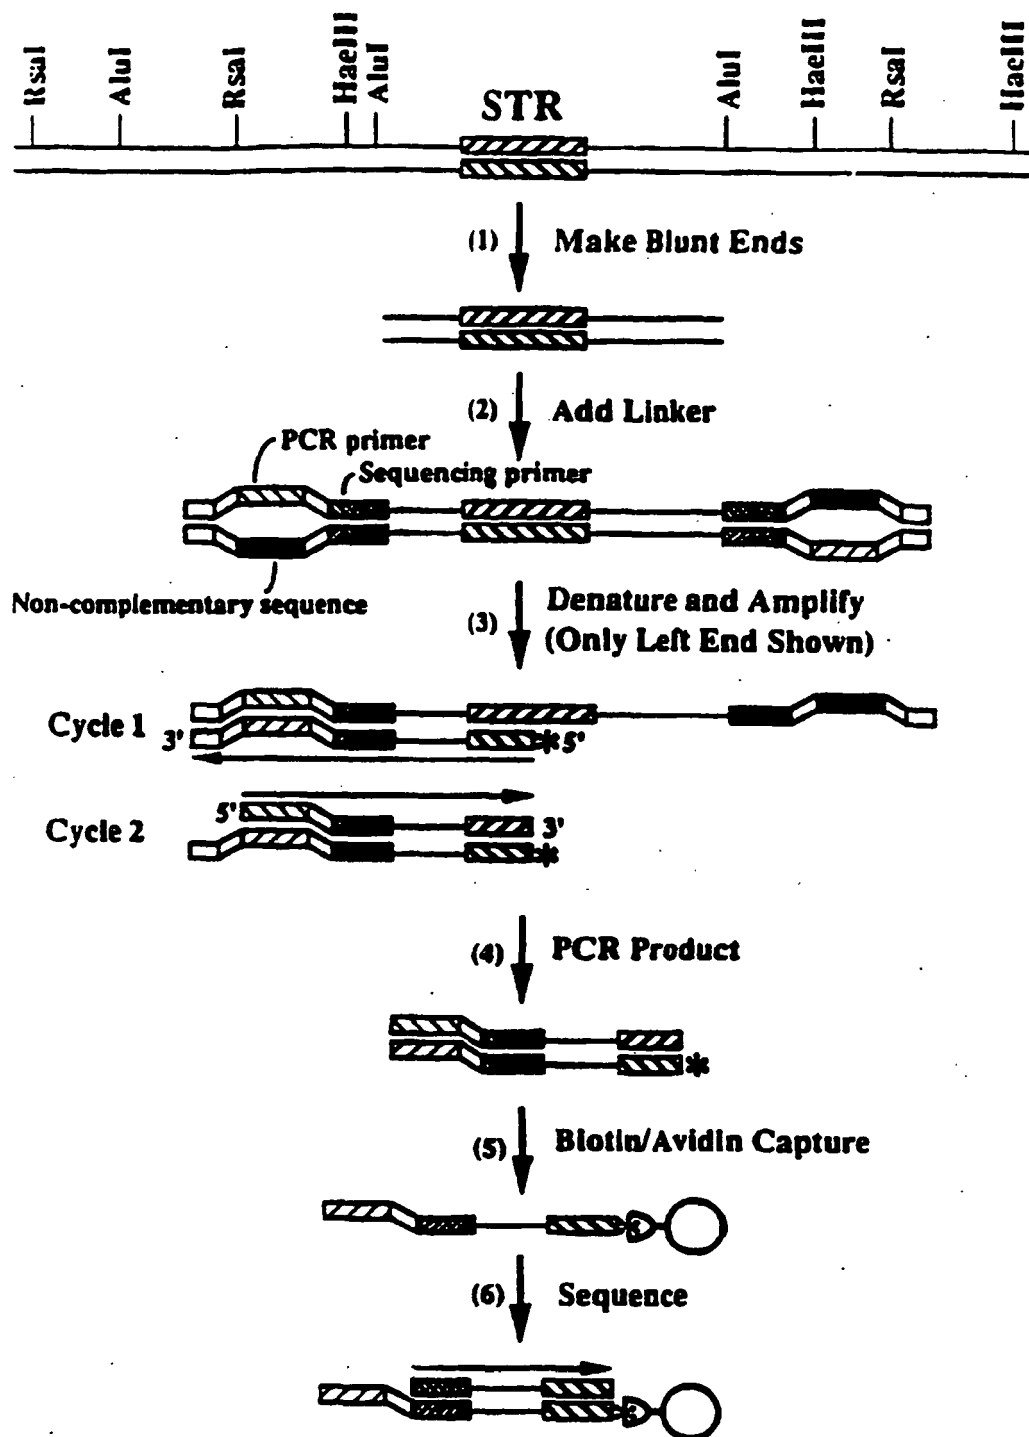 RsaI AluI RsaI HaeIII AluI AluI HaeIII RsaI HaeIII
STR
(1) Make Blunt Ends
(2) Add Linker
PCR primer
Sequencing primer
Non-complementary sequence
(3) Denature and Amplify
(Only Left End Shown)
Cycle 1
3' 5'
5'
Cycle 2 3'
(4) PCR Product
(5) Biotin/Avidin Capture
(6) Sequence